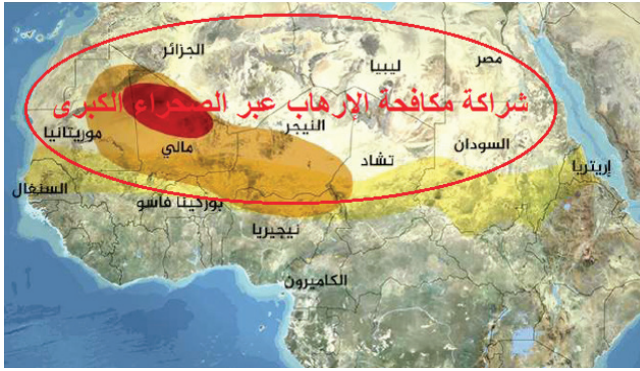 الجزائر
ليبيا
مصر
شراكة مكافحة الإرهاب عبر الصحراء الكبرى
موريتانيا
مالي
النيجر
تشاد
السودان
إريتريا
السنغال
بوركينا فاسو
نيجيريا
الكاميرون